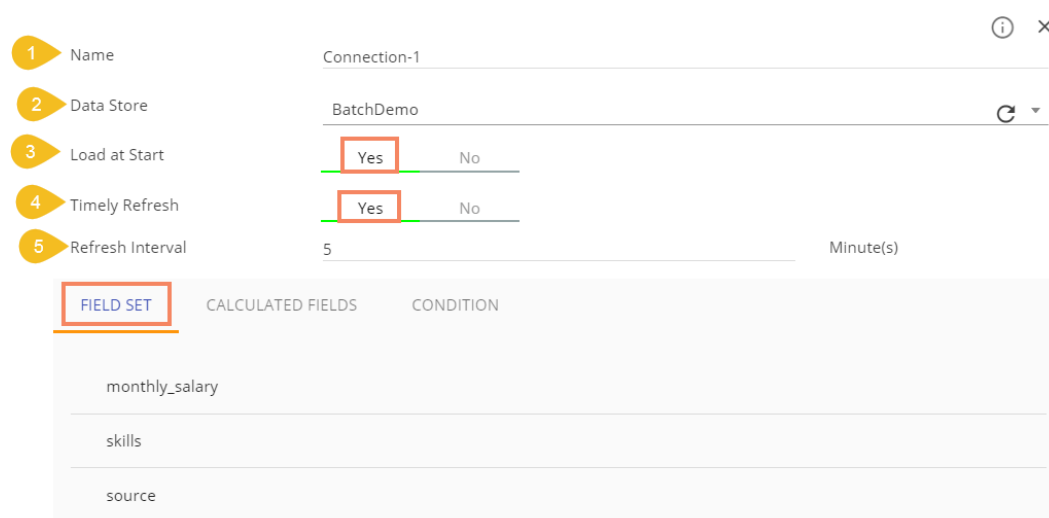 1 Name Connection-1
2 Data Store BatchDemo
3 Load at Start Yes No
4 Timely Refresh Yes No
5 Refresh Interval 5 Minute(s)
FIELD SET CALCULATED FIELDS CONDITION
monthly_salary
skills
source